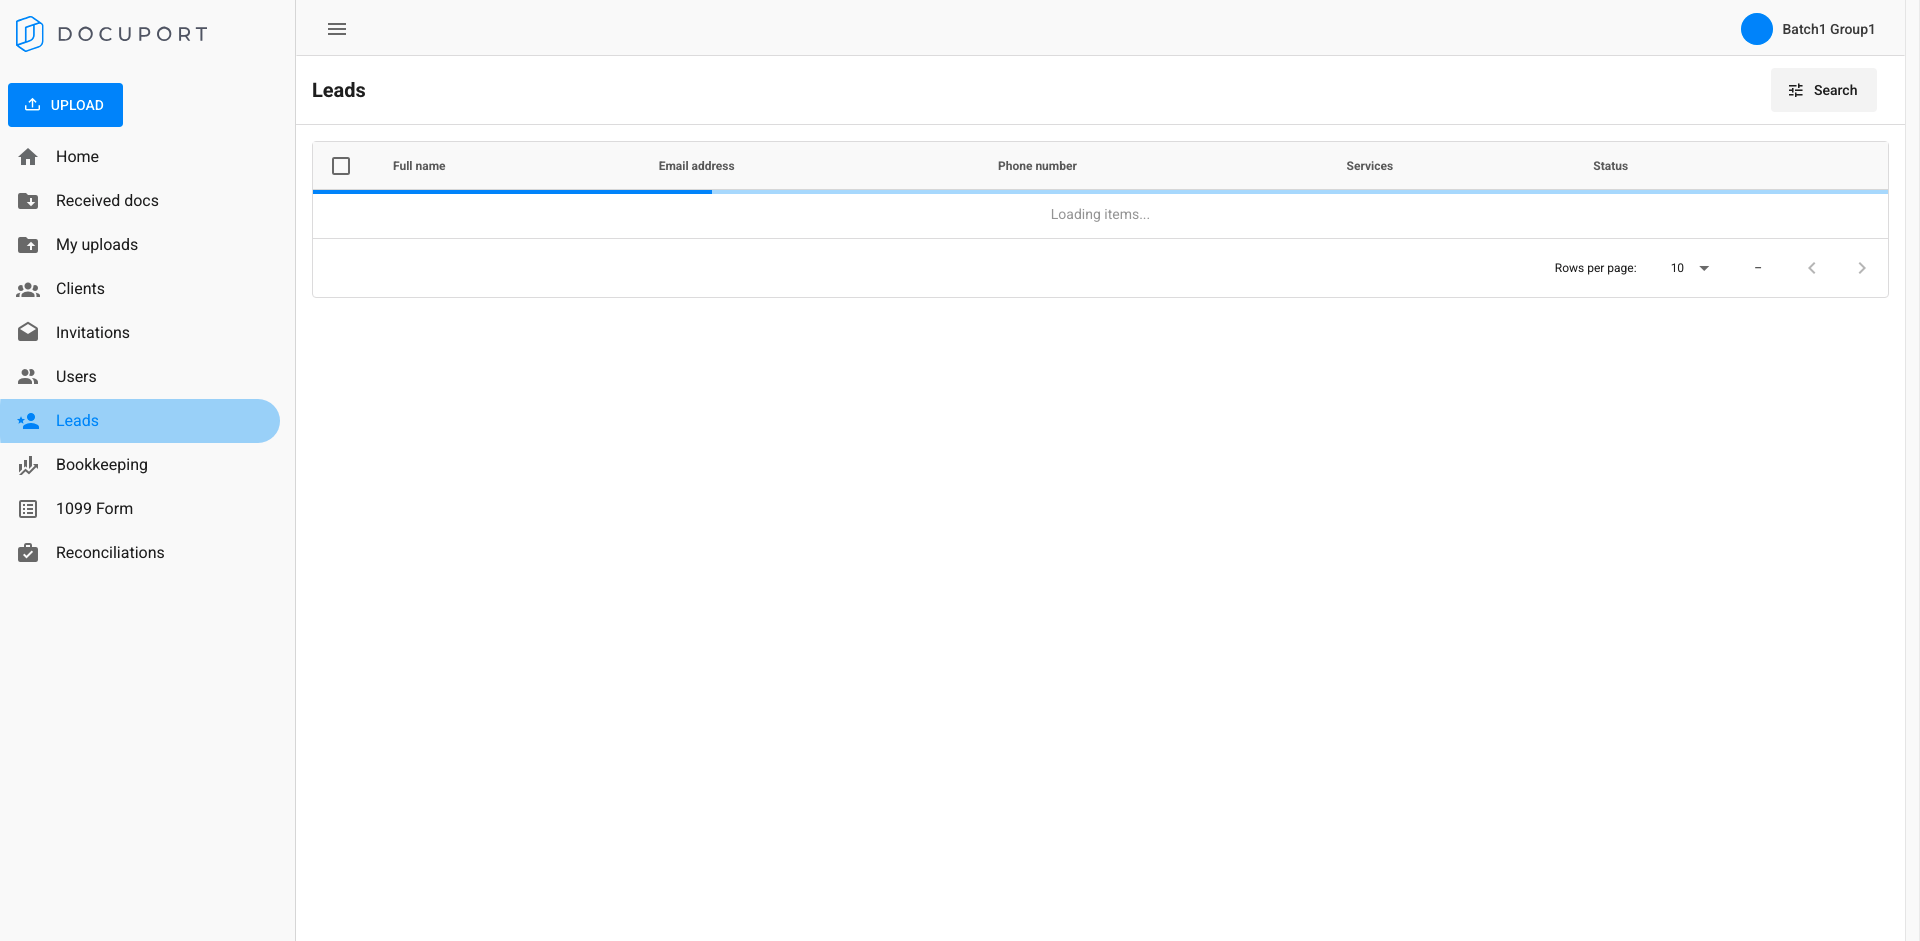 DOCUPORT
Batch1 Group1
UPLOAD
Leads
Search
Home
Received docs
My uploads
Clients
Invitations
Users
Leads
Bookkeeping
1099 Form
Reconciliations
Full name Email address Phone number Services Status
Loading items...
Rows per page: 10 –